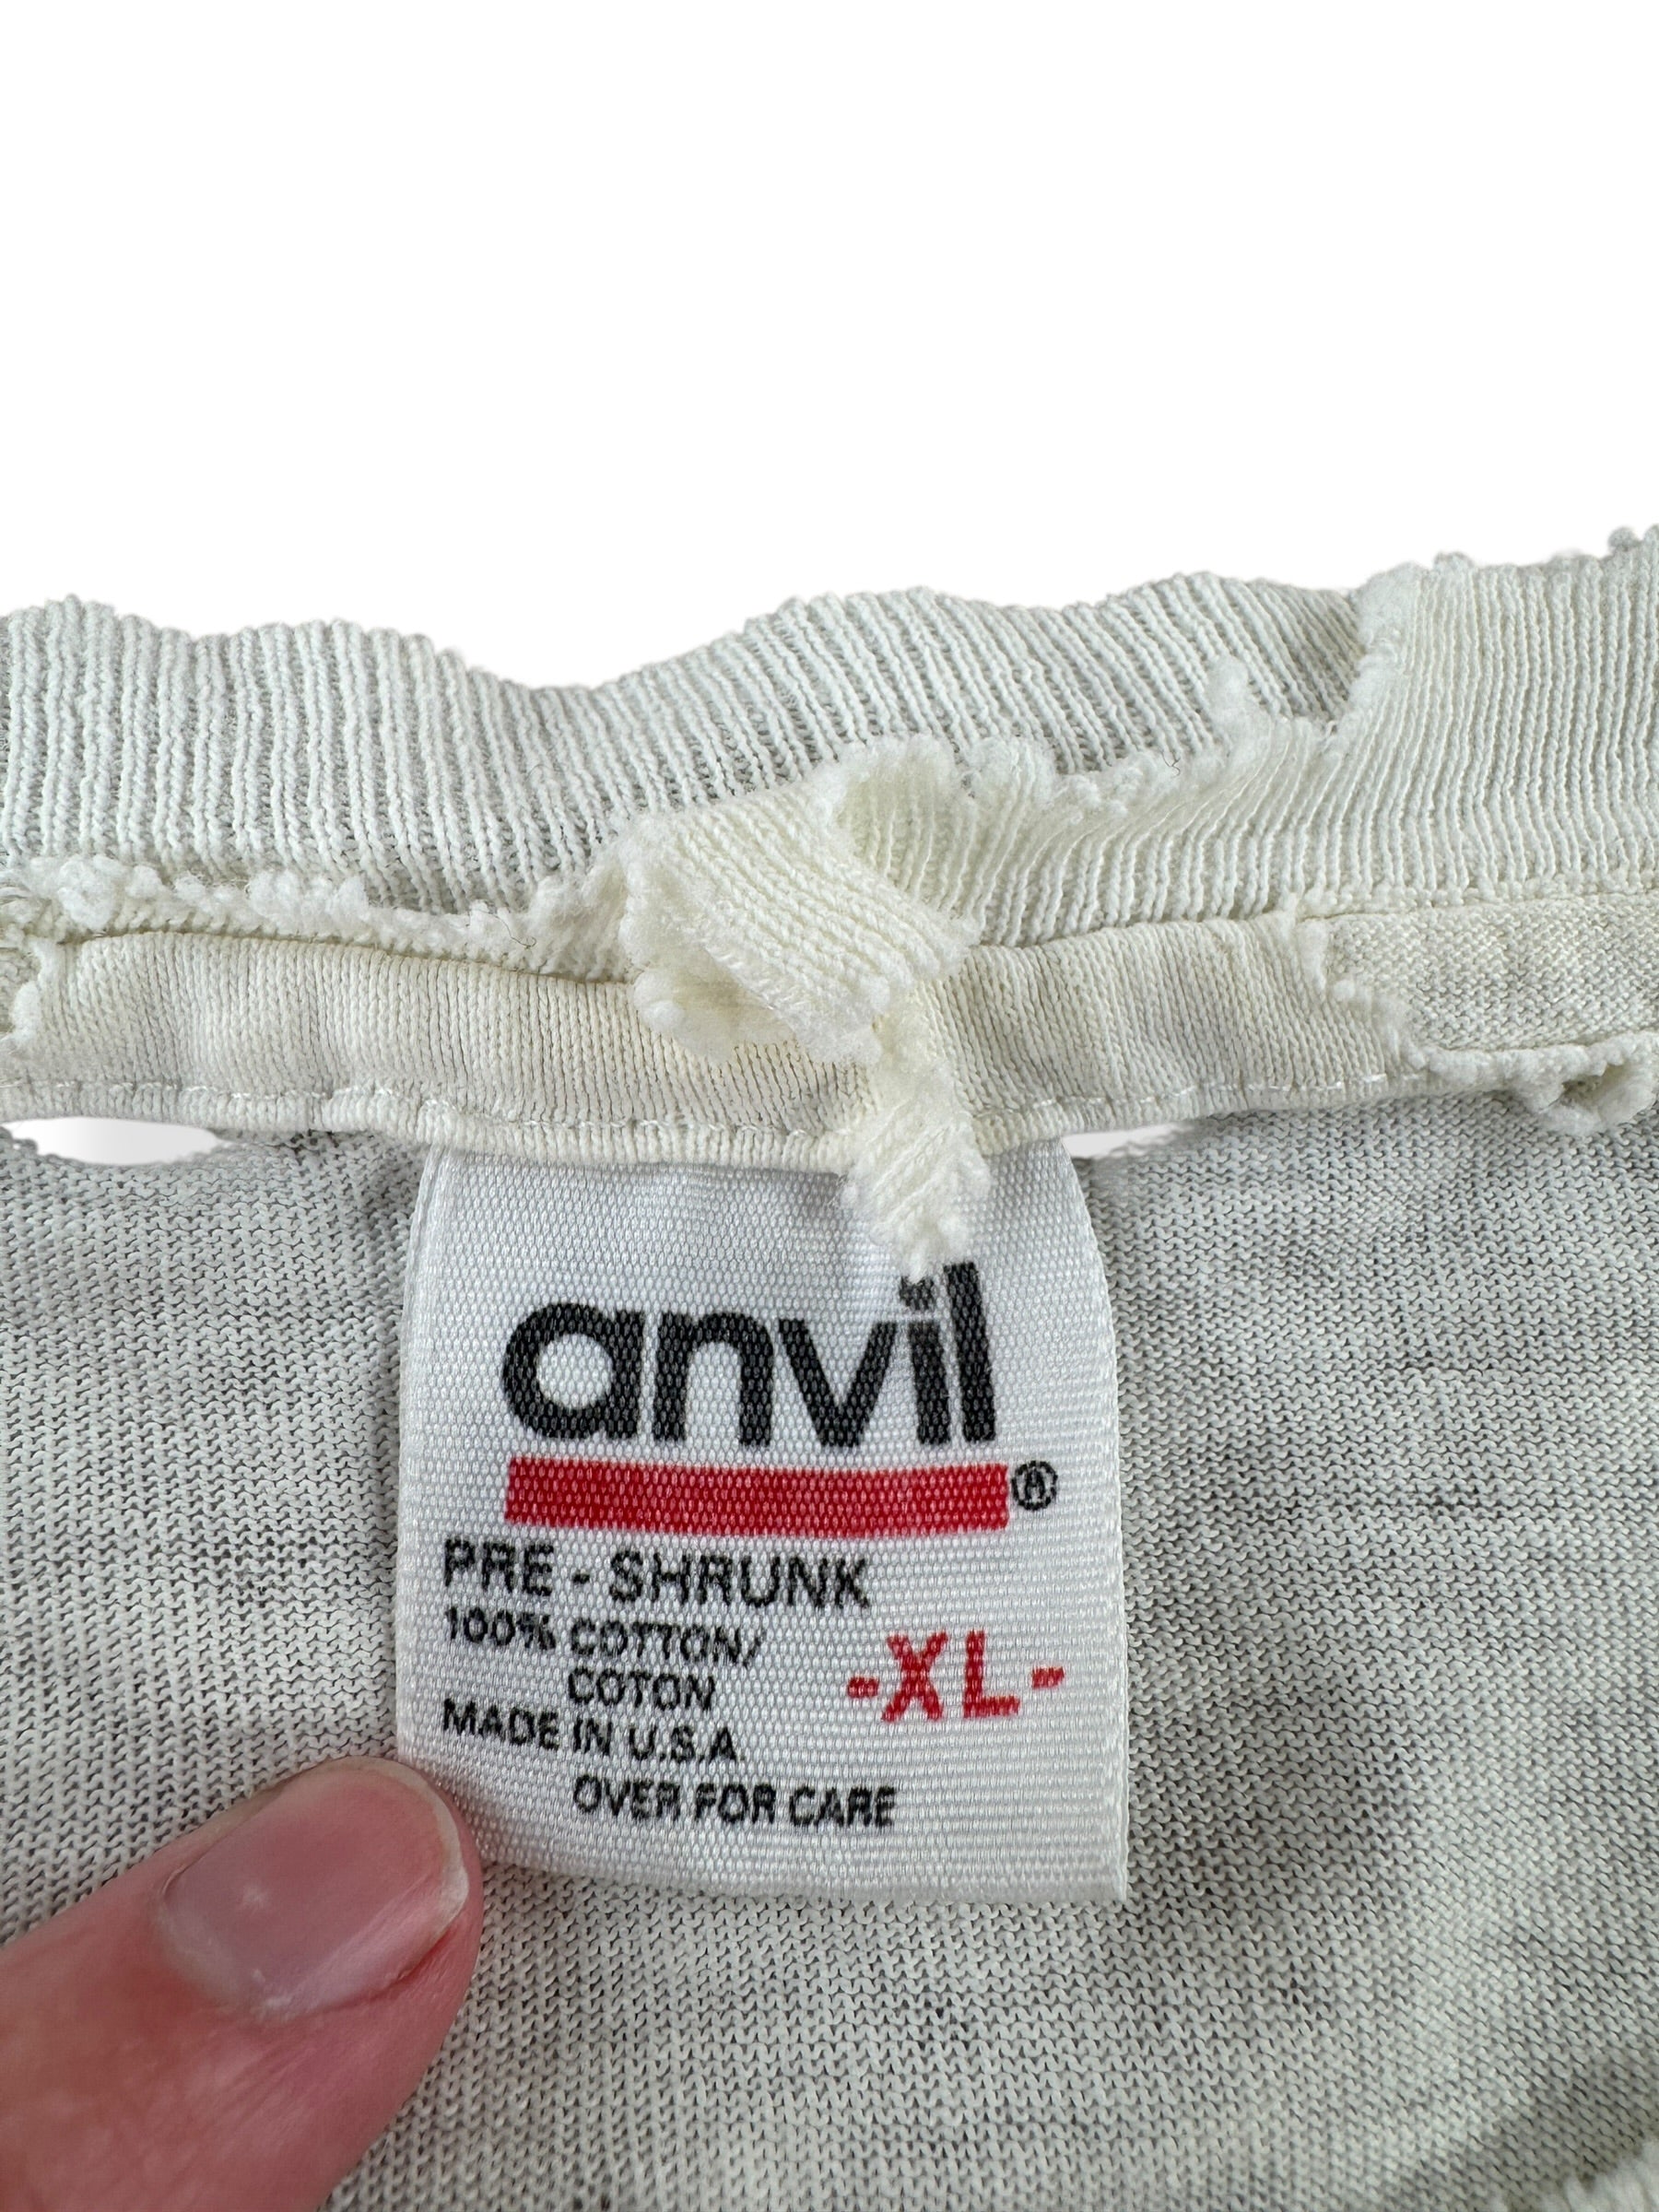 anvil
®
PRE - SHRUNK
100% COTTON/
COTON
-XL-
MADE IN U.S.A.
OVER FOR CARE